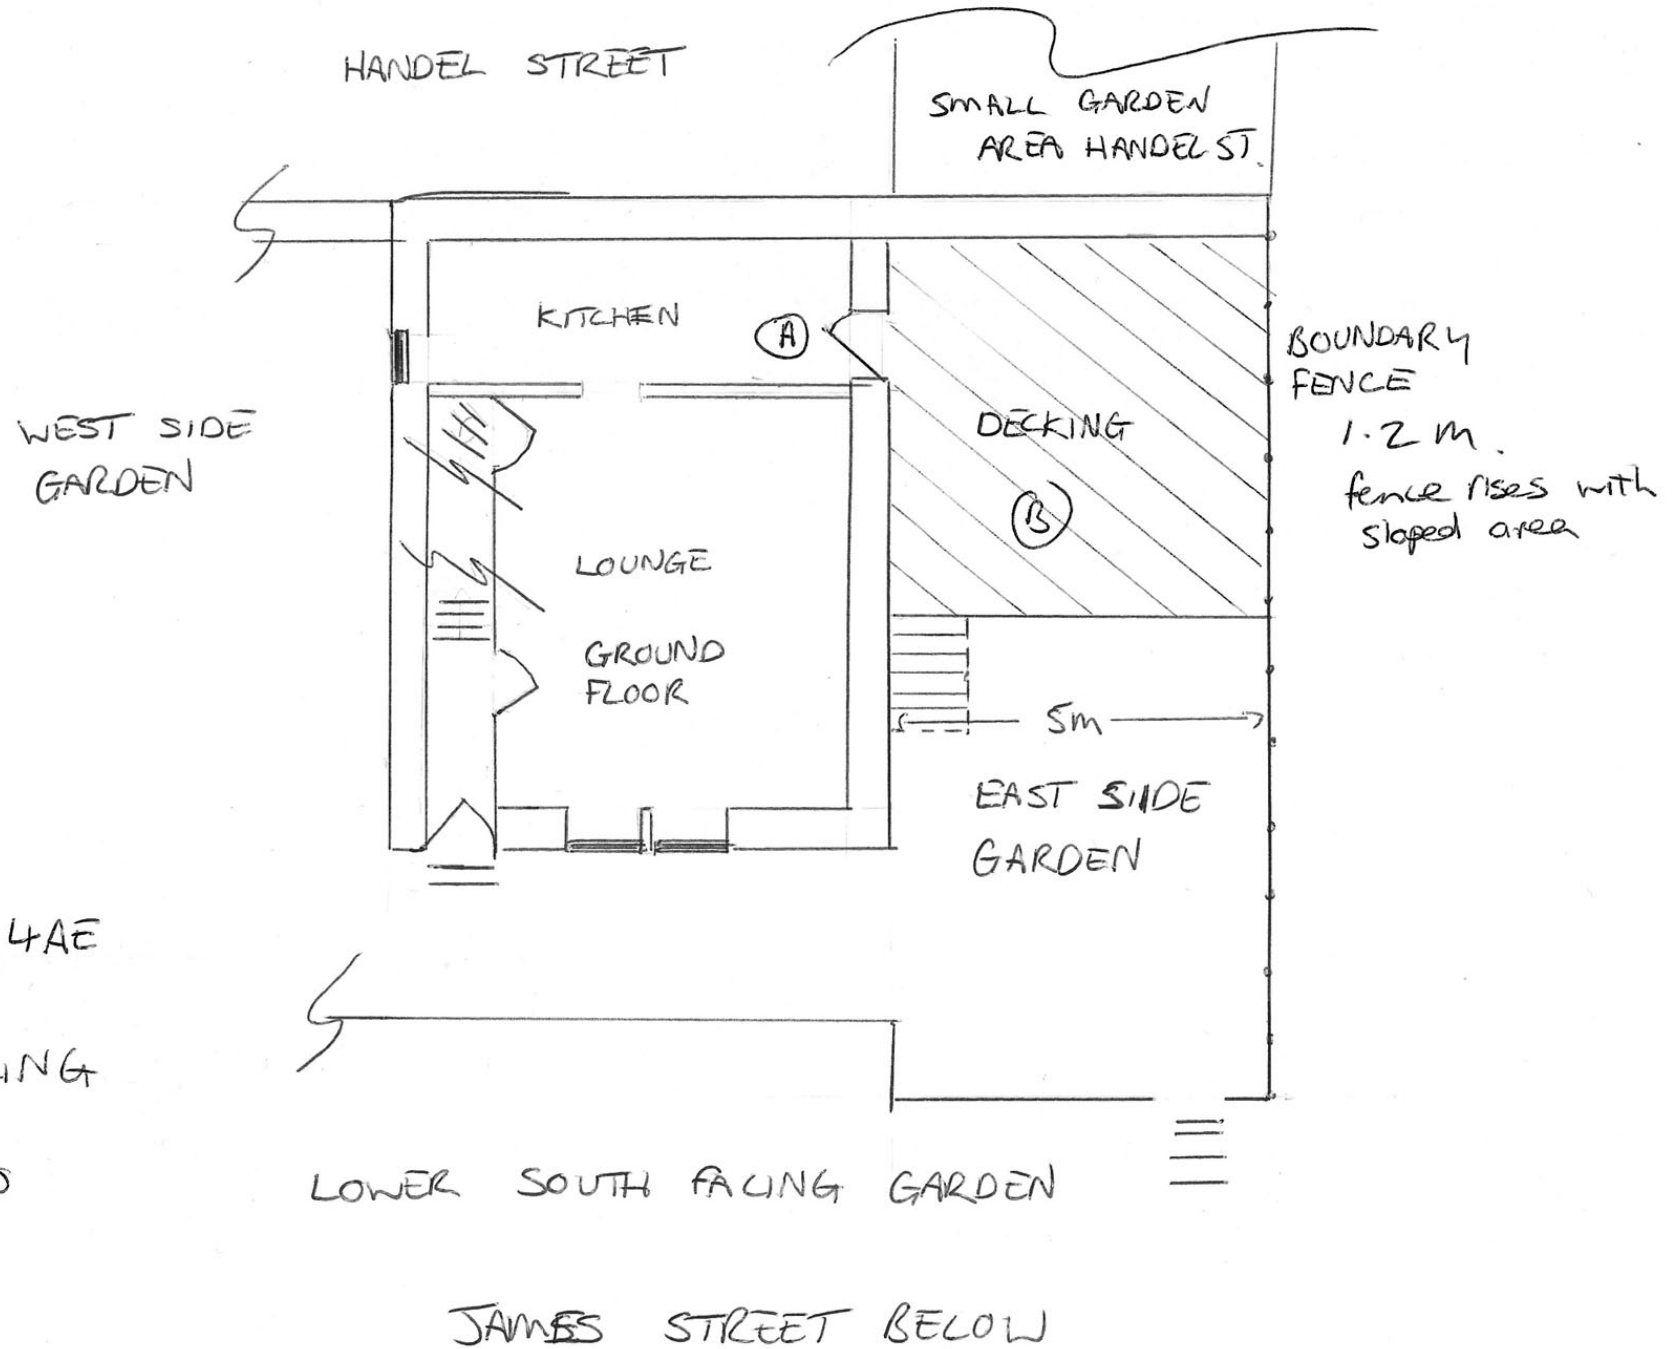 HANDEL STREET
SMALL GARDEN
AREA HANDEL ST.
KITCHEN
A
BOUNDARY
FENCE
1.2 m.
fence rises with
sloped area
WEST SIDE
GARDEN
DECKING
B
LOUNGE
GROUND
FLOOR
5m
EAST SIDE
GARDEN
4AE
ING
LOWER SOUTH FACING GARDEN
JAMES STREET BELOW